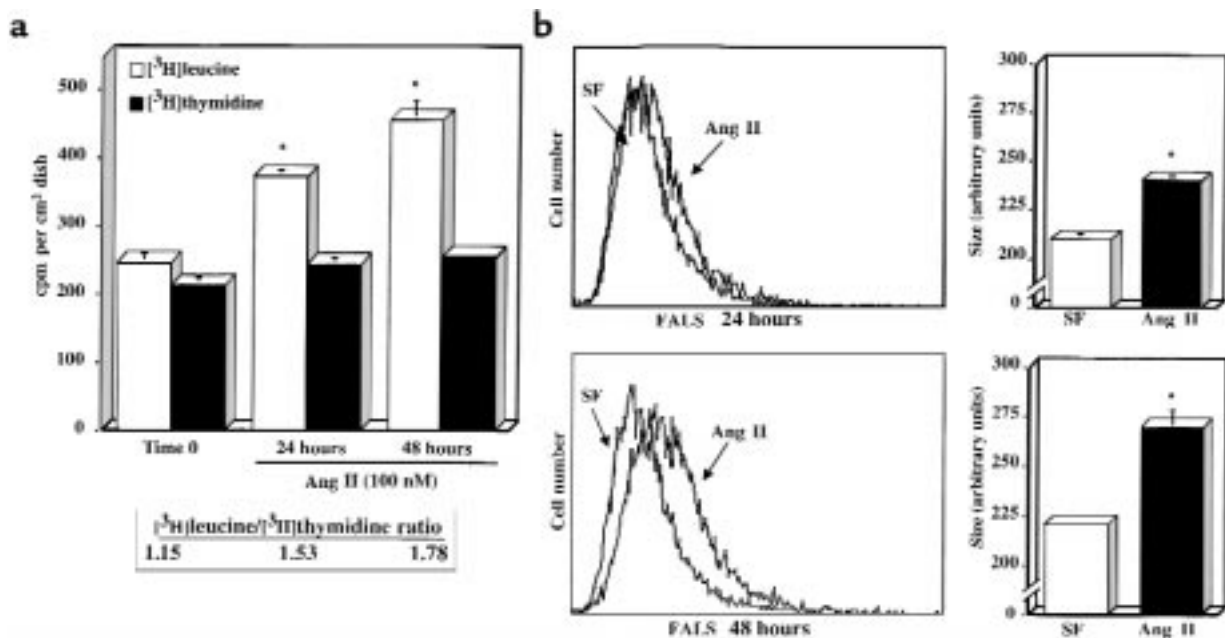 a
[³H]leucine
[³H]thymidine
cpm per cm² dish
500
400
300
200
100
0
*
*
Time 0
24 hours
48 hours
Ang II (100 nM)
[³H]leucine/[³H]thymidine ratio
1.15 1.53 1.78
b
Cell number
SF
Ang II
FALS 24 hours
Size (arbitrary units)
300
275
250
225
200
0
*
SF
Ang II
Cell number
SF
Ang II
FALS 48 hours
Size (arbitrary units)
300
275
250
225
200
0
*
SF
Ang II